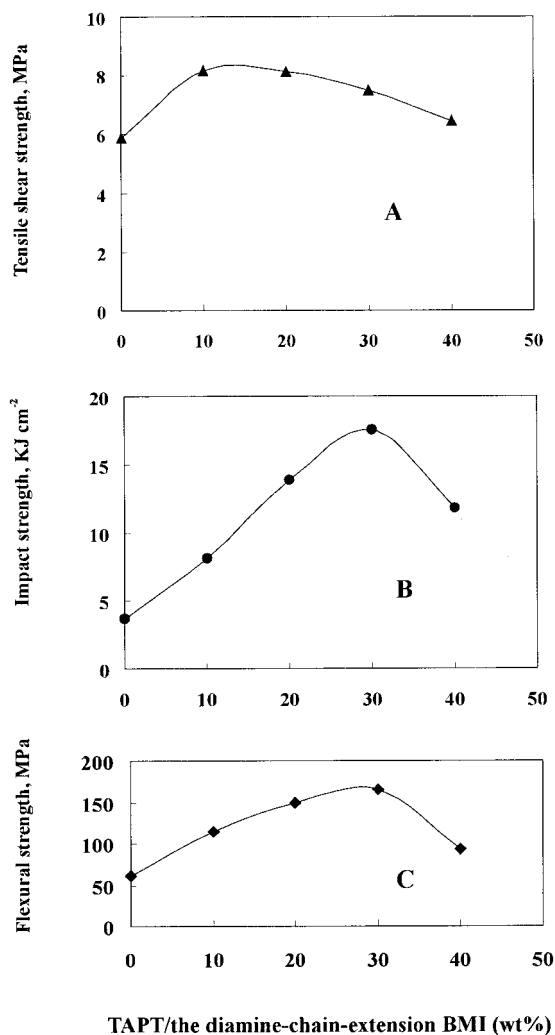 Tensile shear strength, MPa
10
8
6
4
2
0
A
0 10 20 30 40 50
Impact strength, KJ cm⁻²
20
15
10
5
0
B
0 10 20 30 40 50
Flexural strength, MPa
200
150
100
50
0
C
0 10 20 30 40 50
TAPT/the diamine-chain-extension BMI (wt%)